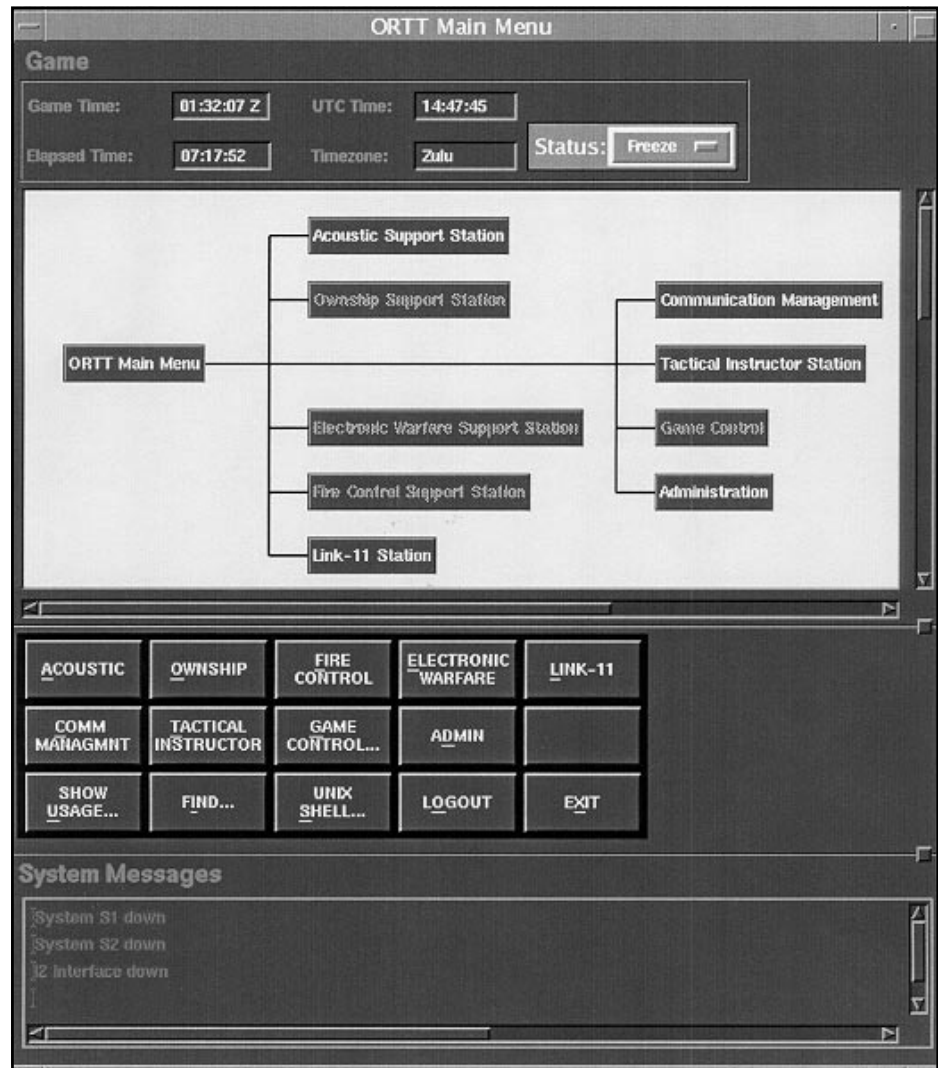 ORTT Main Menu
Game
Game Time: 01:32:07 Z UTC Time: 14:47:45
Elapsed Time: 07:17:52 Timezone: Zulu Status: Freeze
Acoustic Support Station
Ownship Support Station Communication Management
ORTT Main Menu Tactical Instructor Station
Electronic Warfare Support Station Game Control
Fire Control Support Station Administration
Link-11 Station
ACOUSTIC
OWNSHIP
FIRE
CONTROL
ELECTRONIC
WARFARE
LINK-11
COMM
MANAGMNT
TACTICAL
INSTRUCTOR
GAME
CONTROL...
ADMIN
SHOW
USAGE...
FIND...
UNIX
SHELL...
LOGOUT
EXIT
System Messages
System S1 down
System S2 down
I2 Interface down